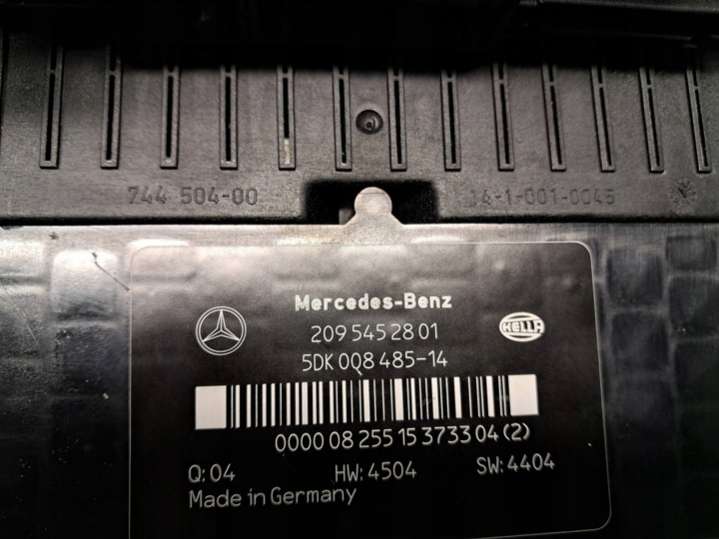 744 504-00
14-1-001-0045
Mercedes-Benz
209 545 28 01
HELLA
5DK 008 485-14
0000 08 255 15 3733 04 (2)
Q: 04
HW: 4504
SW: 4404
Made in Germany